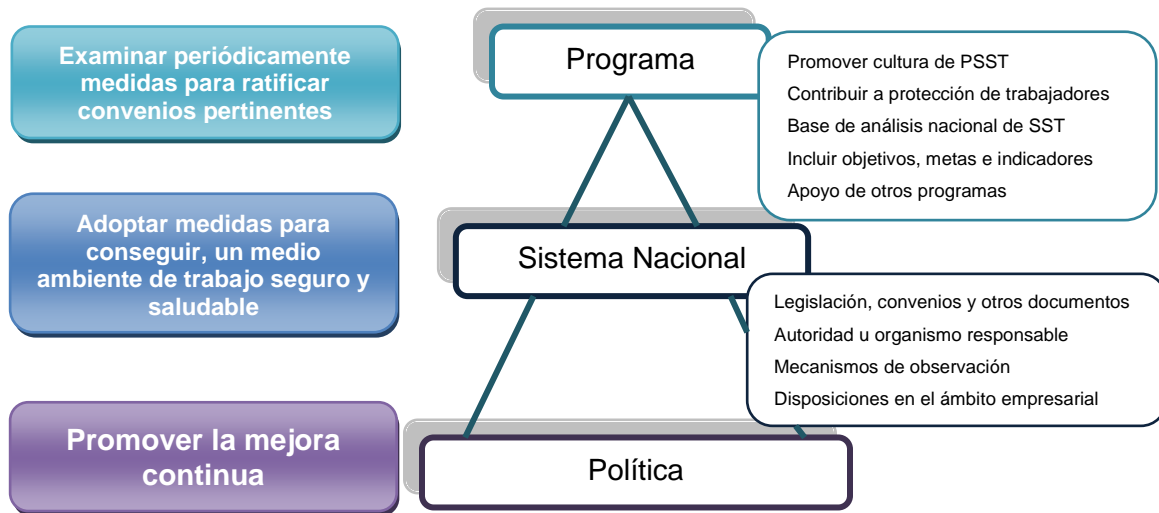 Examinar periódicamente
medidas para ratificar
convenios pertinentes
Programa
Promover cultura de PSST
Contribuir a protección de trabajadores
Base de análisis nacional de SST
Incluir objetivos, metas e indicadores
Apoyo de otros programas
Adoptar medidas para
conseguir, un medio
ambiente de trabajo seguro y
saludable
Sistema Nacional
Legislación, convenios y otros documentos
Autoridad u organismo responsable
Mecanismos de observación
Disposiciones en el ámbito empresarial
Promover la mejora
continua
Política